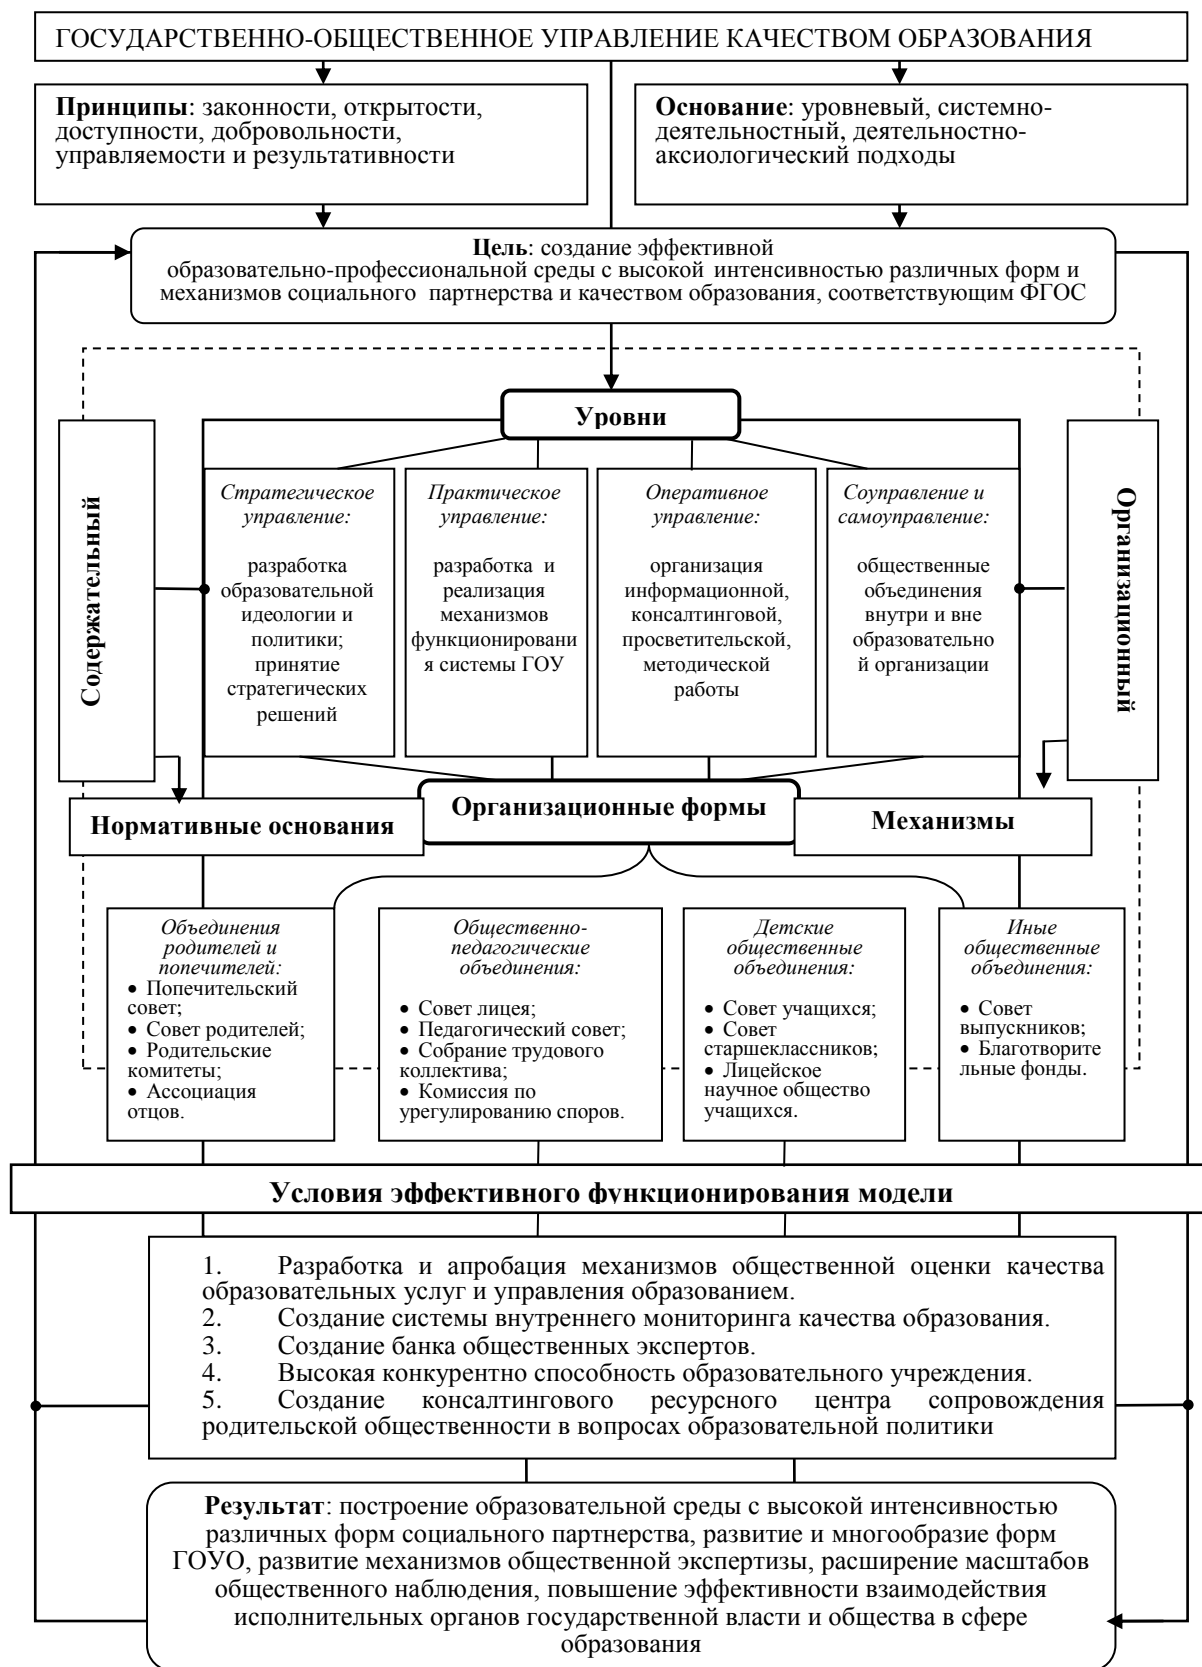 ГОСУДАРСТВЕННО-ОБЩЕСТВЕННОЕ УПРАВЛЕНИЕ КАЧЕСТВОМ ОБРАЗОВАНИЯ
Принципы: законности, открытости,
доступности, добровольности,
управляемости и результативности
Основание: уровневый, системно-
деятельностный, деятельностно-
аксиологический подходы
Цель: создание эффективной
образовательно-профессиональной среды с высокой интенсивностью различных форм и
механизмов социального партнерства и качеством образования, соответствующим ФГОС
Уровни
Содержательный
Стратегическое
управление:
разработка
образовательной
идеологии и
политики;
принятие
стратегических
решений
Практическое
управление:
разработка и
реализация
механизмов
функционировани
я системы ГОУ
Оперативное
управление:
организация
информационной,
консалтинговой,
просветительской,
методической
работы
Соуправление и
самоуправление:
общественные
объединения
внутри и вне
образовательно
й организации
Организационный
Нормативные основания
Организационные формы
Механизмы
Объединения
родителей и
попечителей:
• Попечительский
совет;
• Совет родителей;
• Родительские
комитеты;
• Ассоциация
отцов.
Общественно-
педагогические
объединения:
• Совет лицея;
• Педагогический совет;
• Собрание трудового
коллектива;
• Комиссия по
урегулированию споров.
Детские
общественные
объединения:
• Совет учащихся;
• Совет
старшеклассников;
• Лицейское
научное общество
учащихся.
Иные
общественные
объединения:
• Совет
выпускников;
• Благотворите
льные фонды.
Условия эффективного функционирования модели
1. Разработка и апробация механизмов общественной оценки качества
образовательных услуг и управления образованием.
2. Создание системы внутреннего мониторинга качества образования.
3. Создание банка общественных экспертов.
4. Высокая конкурентно способность образовательного учреждения.
5. Создание консалтингового ресурсного центра сопровождения
родительской общественности в вопросах образовательной политики
Результат: построение образовательной среды с высокой интенсивностью
различных форм социального партнерства, развитие и многообразие форм
ГОУО, развитие механизмов общественной экспертизы, расширение масштабов
общественного наблюдения, повышение эффективности взаимодействия
исполнительных органов государственной власти и общества в сфере
образования